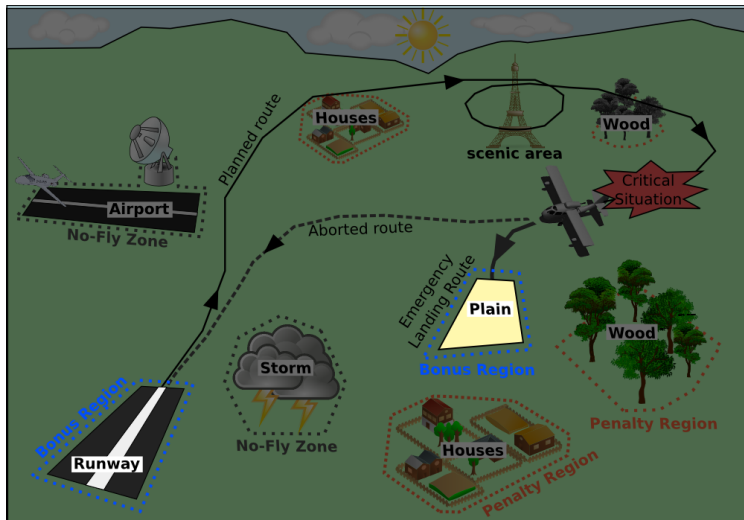 Houses
Wood
scenic area
Planned route
Critical
Situation
Airport
No-Fly Zone
Aborted route
Emergency
Landing Route
Plain
Bonus Region
Wood
Penalty Region
Storm
No-Fly Zone
Bonus Region
Runway
Houses
Penalty Region